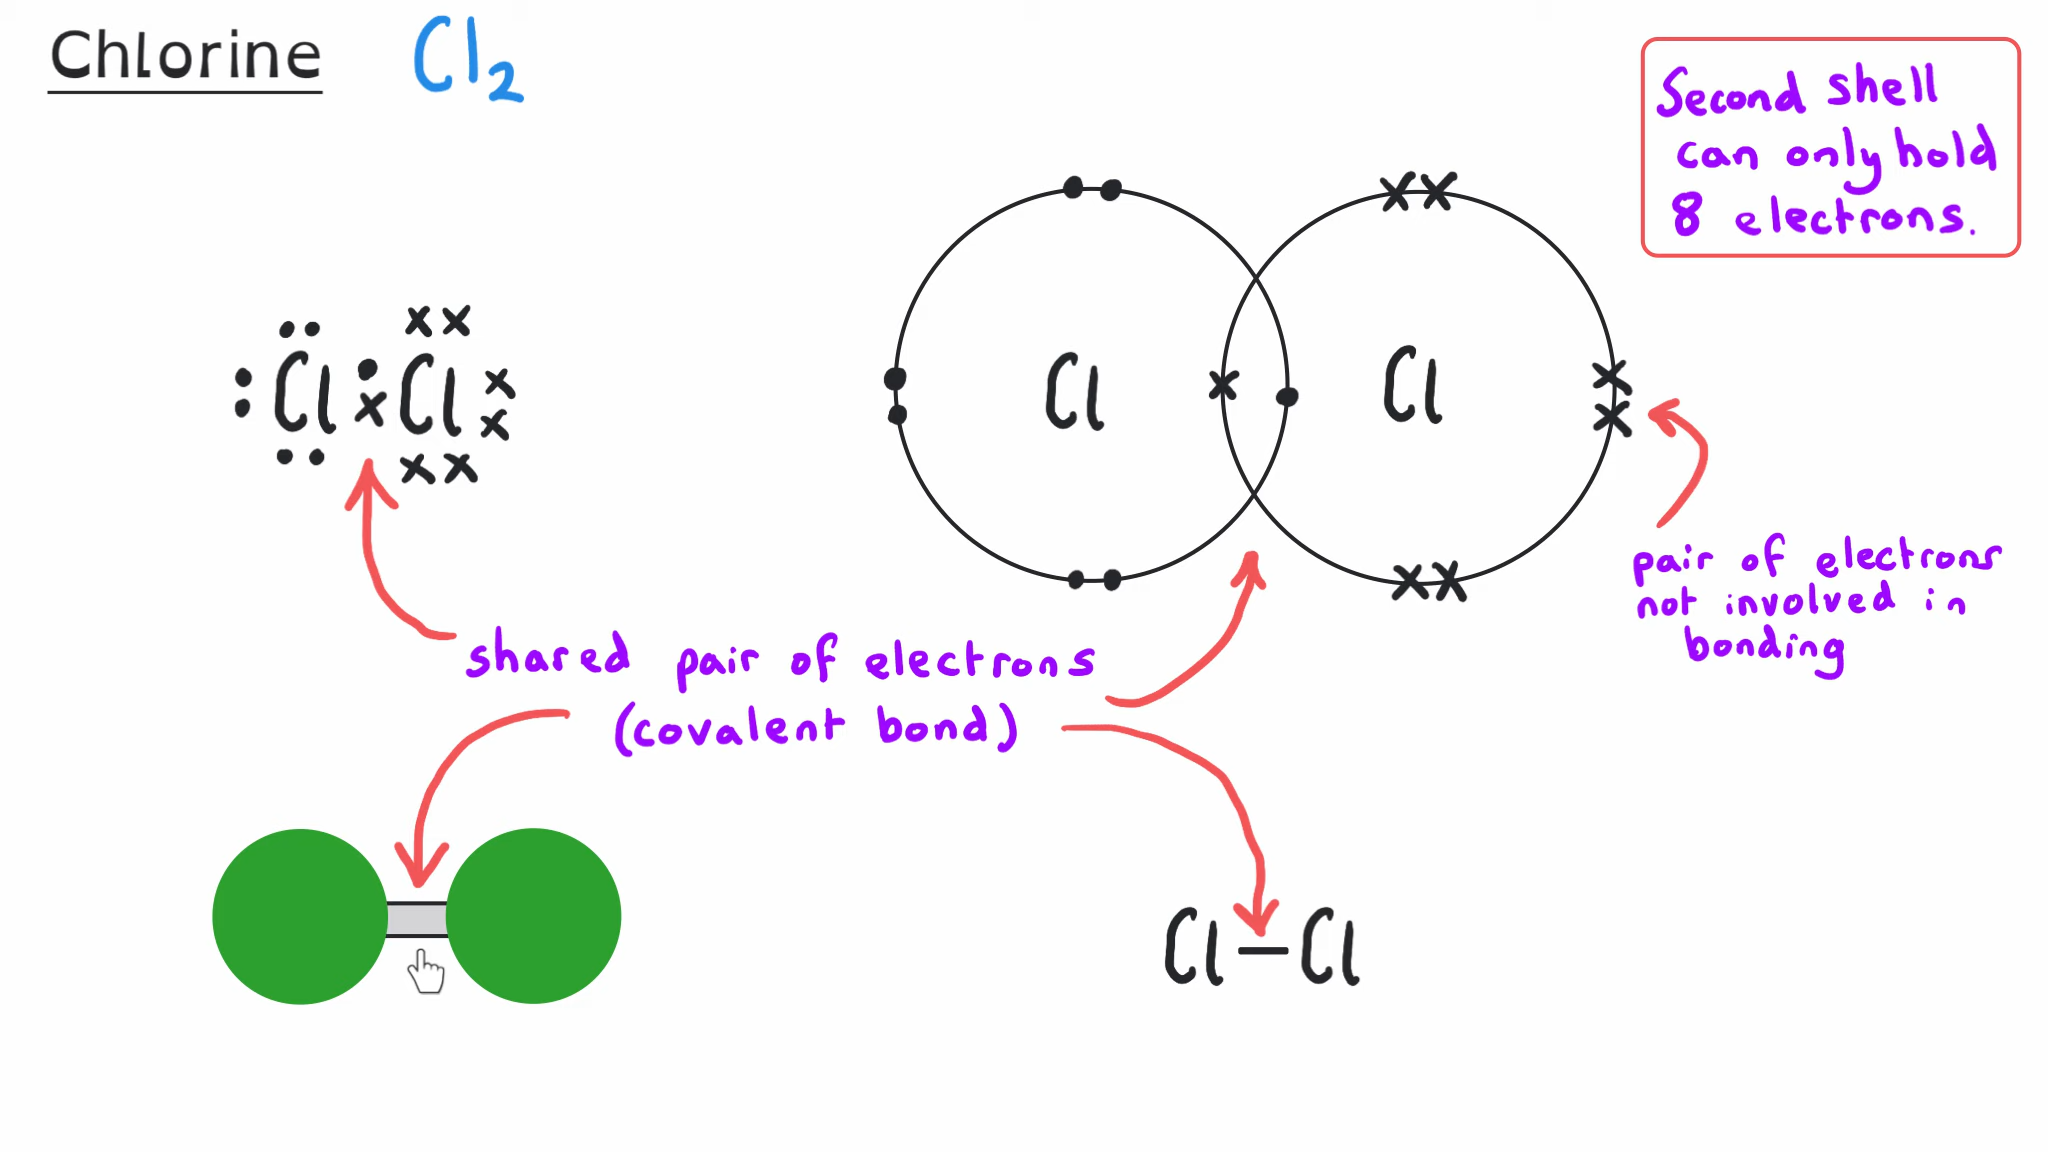 Chlorine Cl₂
Second shell
can only hold
8 electrons.
Cl Cl
Cl Cl
pair of electrons
not involved in
bonding
shared pair of electrons
(covalent bond)
Cl–Cl